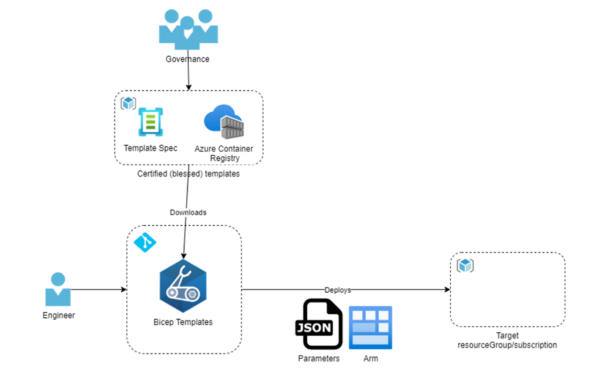 Governance
Template Spec
Azure Container
Registry
Certified (blessed) templates
Downloads
Engineer
Bicep Templates
Deploys
JSON
Parameters
Arm
Target
resourceGroup/subscription